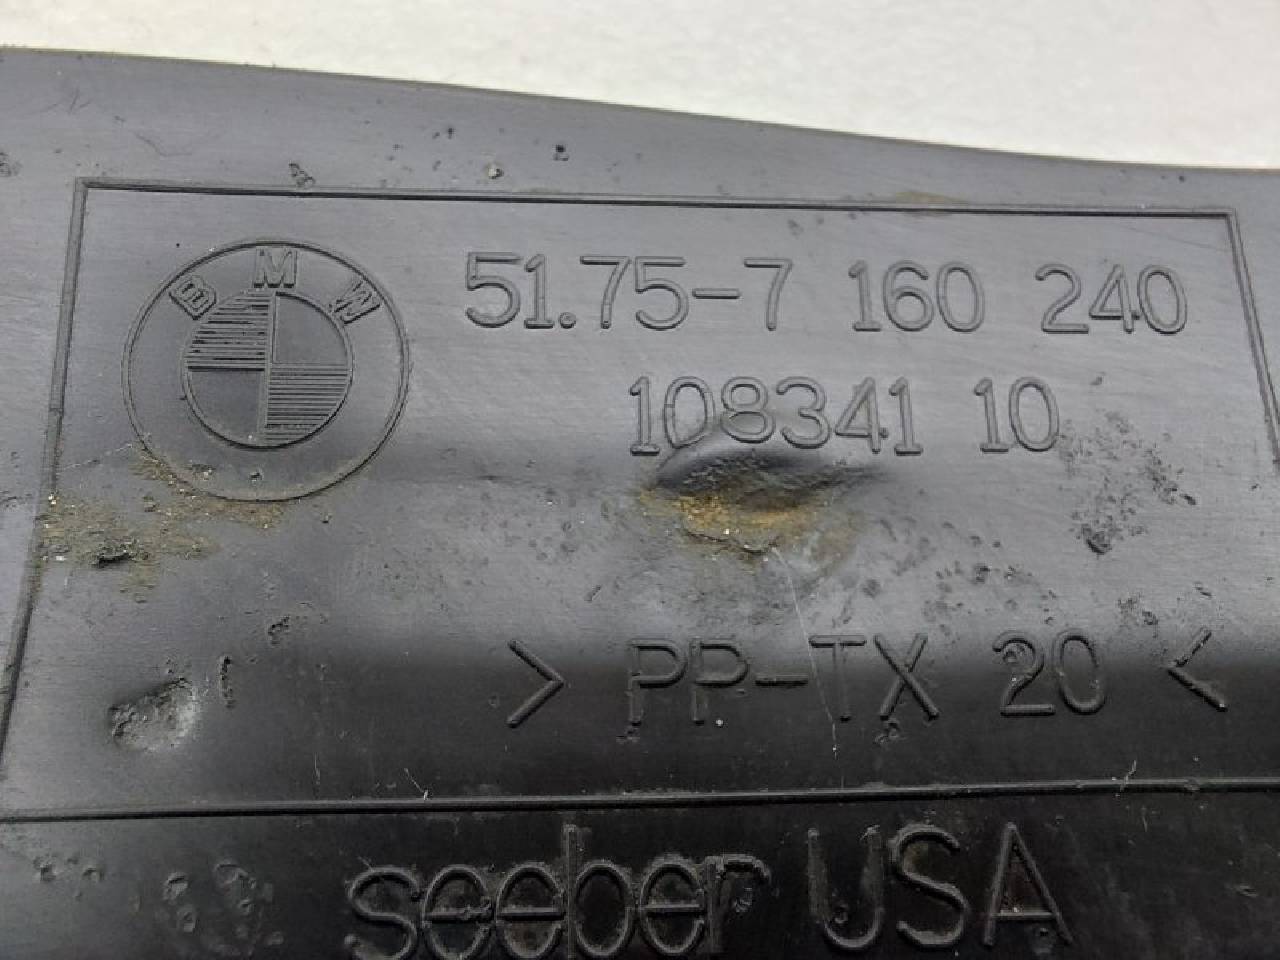 BMW
51.75-7 160 240
108341 10
> PP-TX 20 <
seeber USA